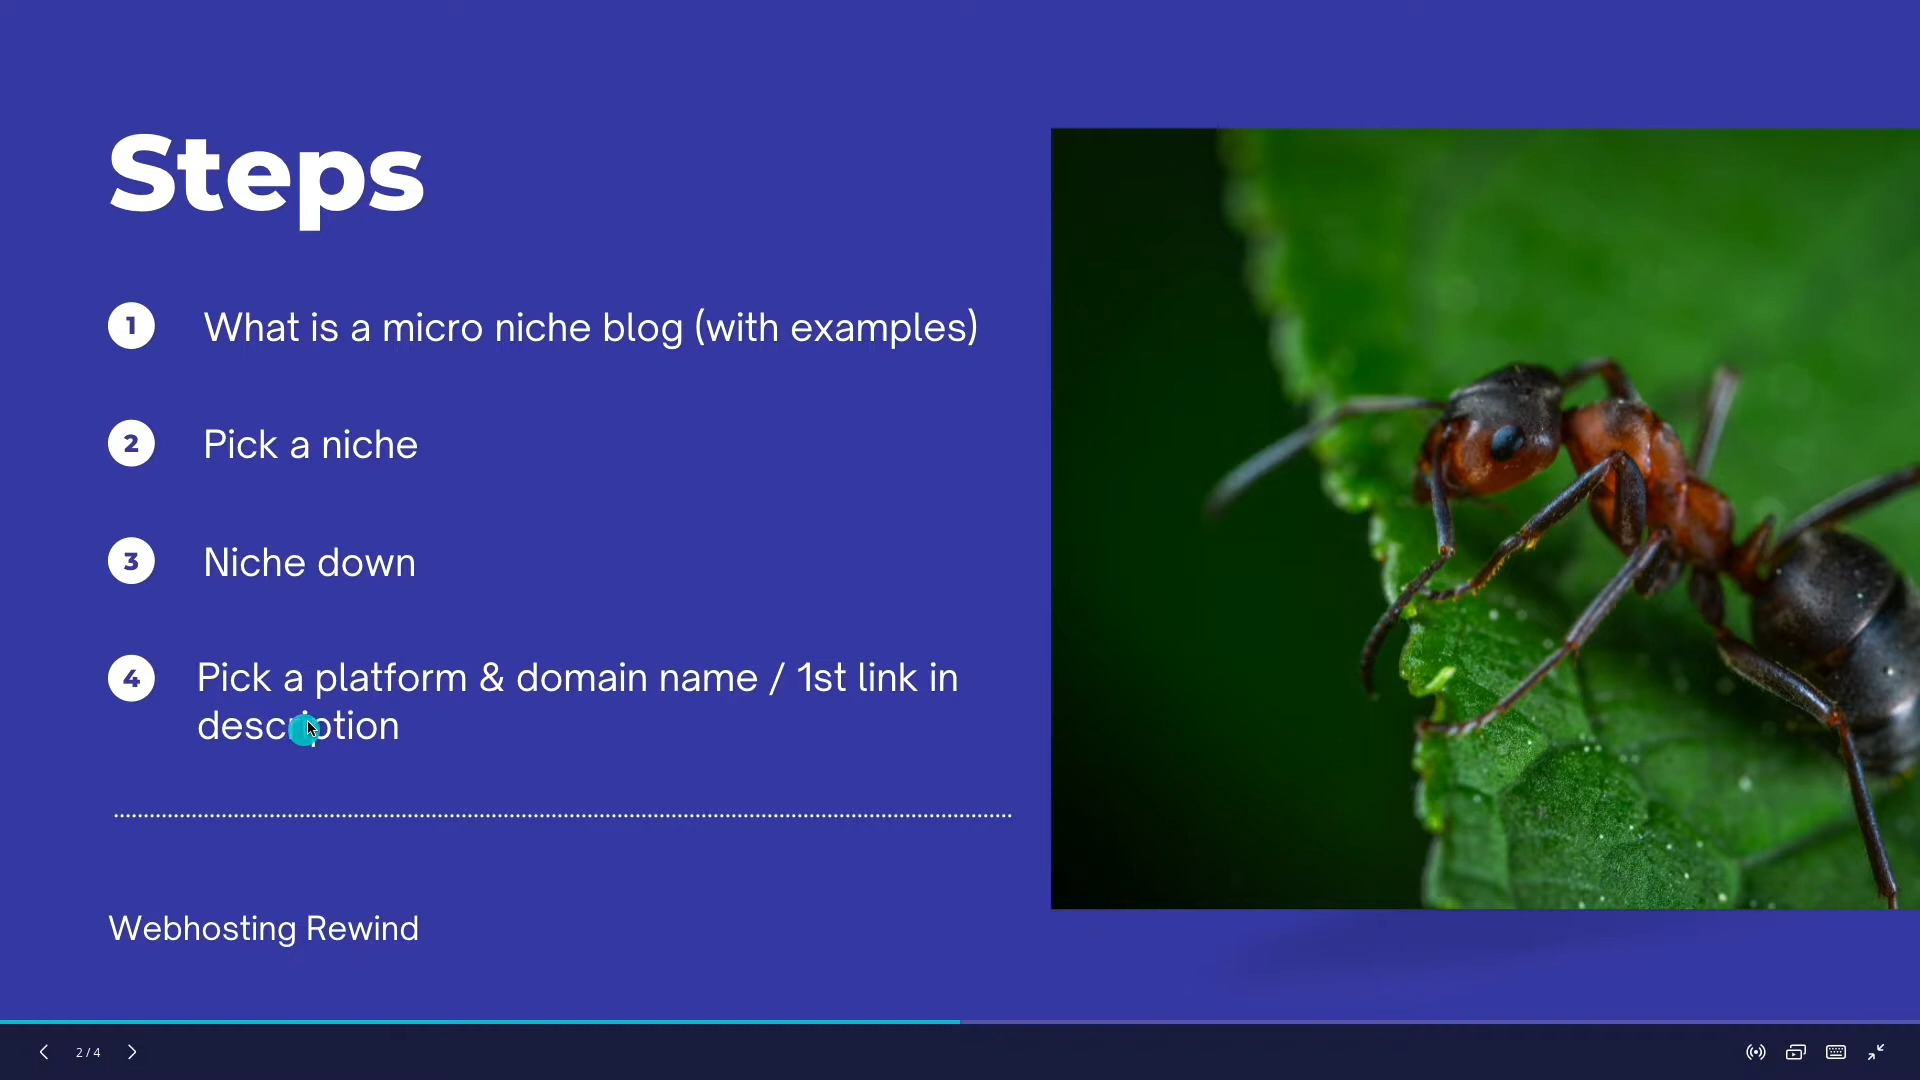 Steps
1 What is a micro niche blog (with examples)
2 Pick a niche
3 Niche down
4 Pick a platform & domain name / 1st link in
description
Webhosting Rewind
2 / 4